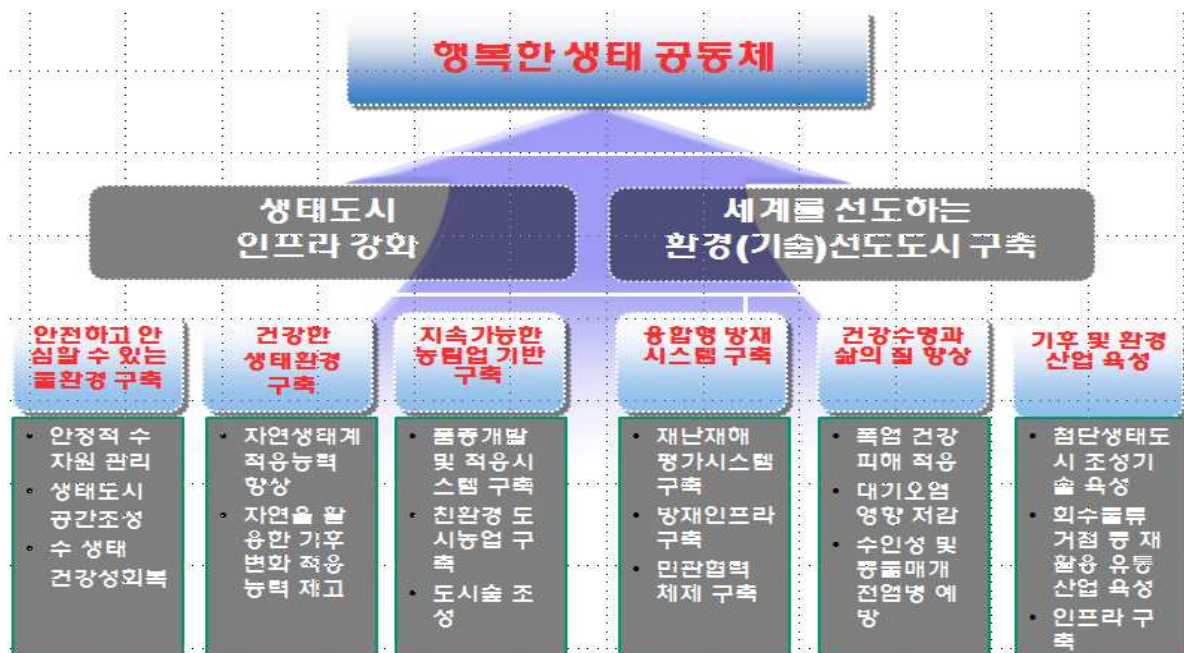 행복한 생태 공동체
생태도시
인프라 강화
세계를 선도하는
환경(기술)선도도시 구축
안전하고 안
심할 수 있는
물환경 구축
건강한
생태환경
구축
지속가능한
농림업 기반
구축
융합형 방재
시스템 구축
건강수명과
삶의 질 향상
기후 및 환경
산업 육성
• 안정적 수
자원 관리
• 생태도시
공간조성
• 수 생태
건강성회복
• 자연생태계
적응능력
향상
• 자연을 활
용한 기후
변화 적응
능력 제고
• 품종개발
및 적응시
스템 구축
• 친환경 도
시농업 구
축
• 도시숲 조
성
• 재난재해
평가시스템
구축
• 방재인프라
구축
• 민관협력
체제 구축
• 폭염 건강
피해 적응
• 대기오염
영향 저감
• 수인성 및
동물매개
전염병 예
방
• 첨단생태도
시 조성기
술 육성
• 회수물류
거점 등 재
활용 유통
산업 육성
• 인프라 구
축